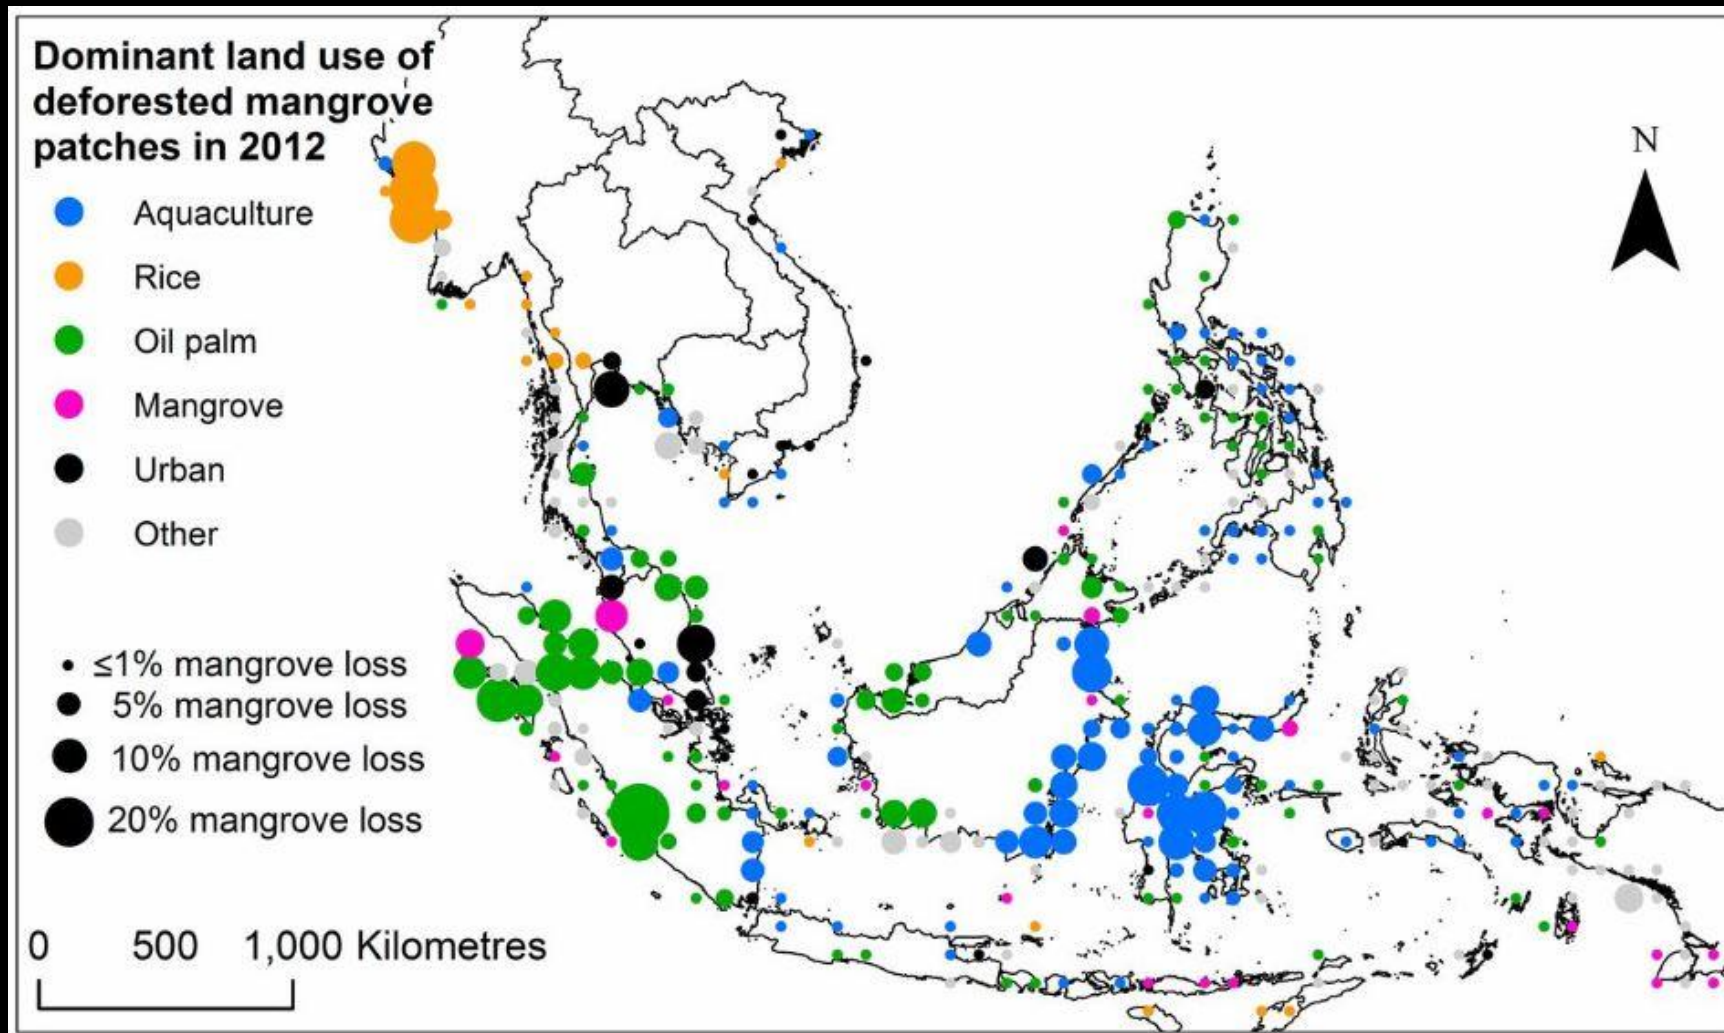 Dominant land use of
deforested mangrove
patches in 2012
Aquaculture
Rice
Oil palm
Mangrove
Urban
Other
≤1% mangrove loss
5% mangrove loss
10% mangrove loss
20% mangrove loss
0 500 1,000 Kilometres
N